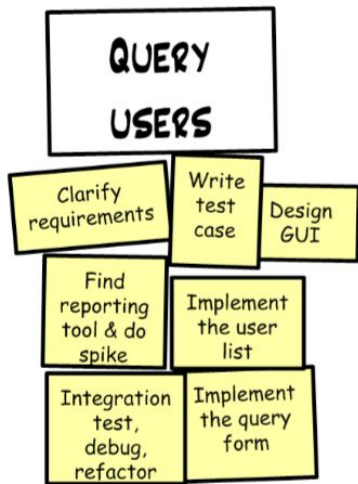 QUERY
USERS
Clarify
requirements
Write
test
case
Design
GUI
Find
reporting
tool & do
spike
Implement
the user
list
Integration
test,
debug,
refactor
Implement
the query
form